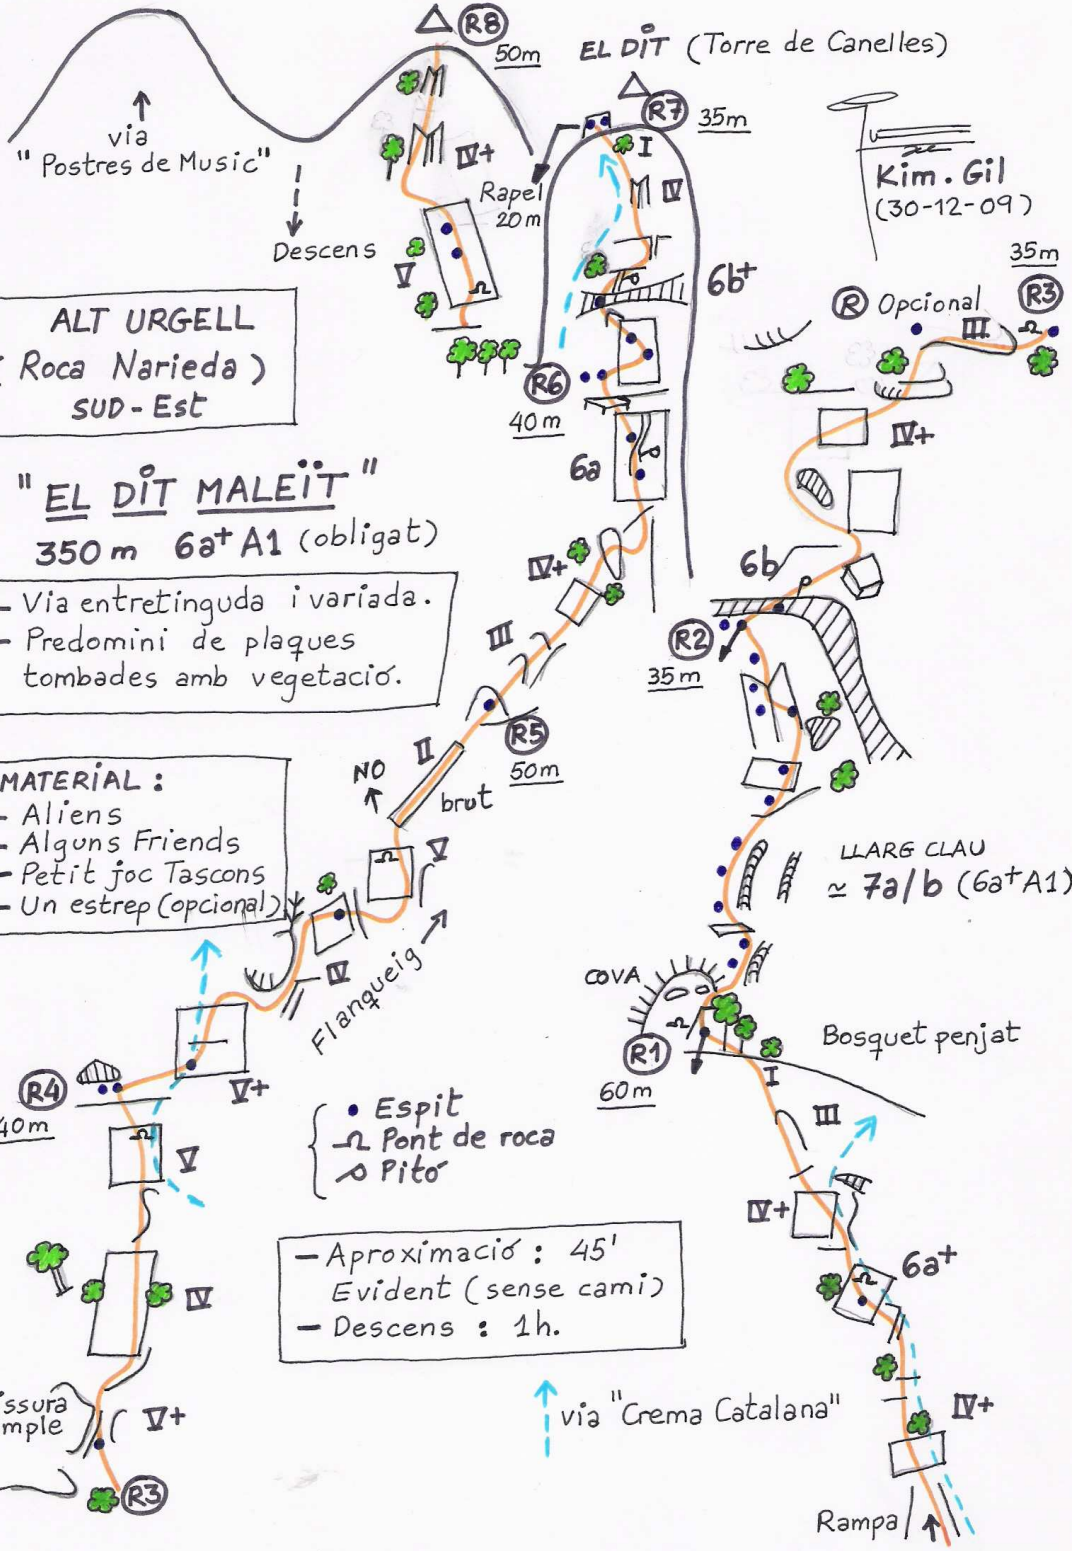 R8
50m
EL DIT (Torre de Canelles)
R7
35m
via
"Postres de Music"
IV+
I
Rapel
20m
IV
Kim. Gil
(30-12-09)
Descens
V
6b+
35m
R Opcional
III
R3
ALT URGELL
( Roca Narieda )
SUD-Est
R6
40m
IV+
6a
"EL DIT MALEÏT"
350m 6a+ A1 (obligat)
IV+
6b
- Via entretinguda i variada.
- Predomini de plaques
tombades amb vegetació.
III
R2
35m
R5
50m
II
NO
brut
MATERIAL:
- Aliens
- Alguns Friends
- Petit joc Tascons
- Un estrep (opcional)
V
LLARG CLAU
≃ 7a/b (6a+ A1)
IV
Flanqueig
COVA
R1
60m
Bosquet penjat
I
R4
40m
V+
III
Espit
Pont de roca
Pitó
V
IV+
- Aproximació: 45'
Evident (sense cami)
- Descens: 1h.
6a+
IV
ssura
mple
V+
via "Crema Catalana"
IV+
R3
Rampa